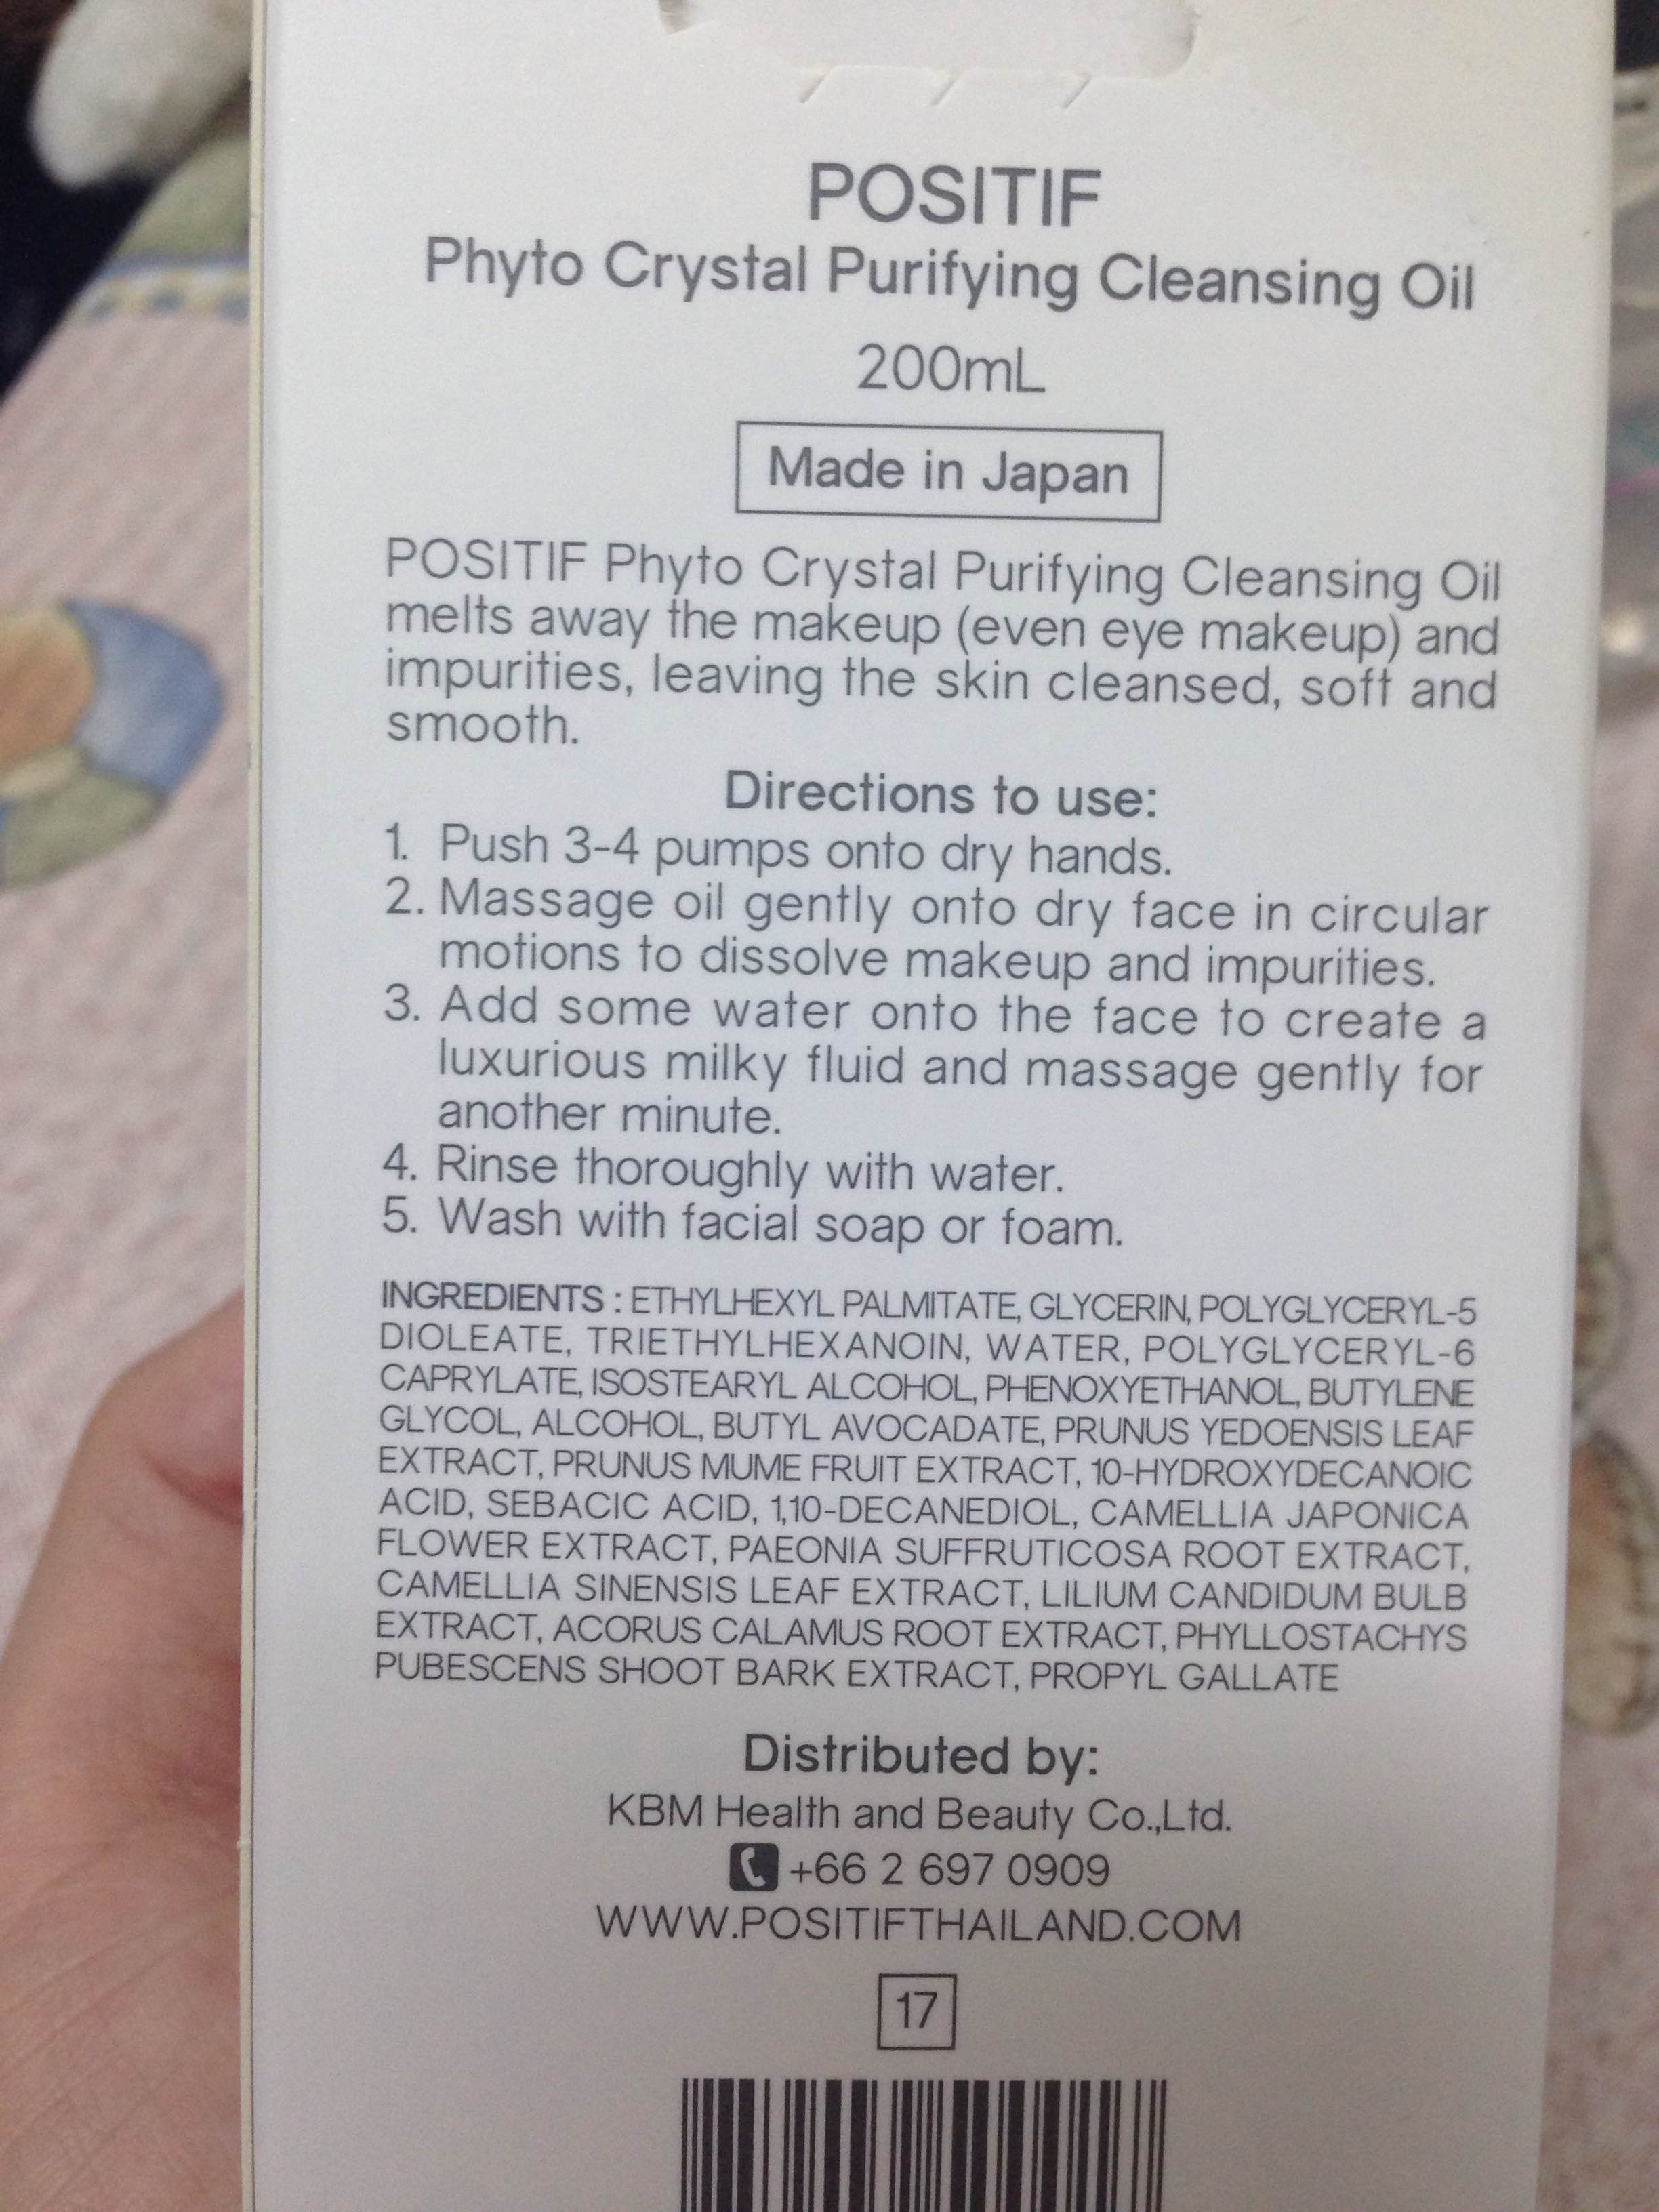 POSITIF
Phyto Crystal Purifying Cleansing Oil
200mL
Made in Japan
POSITIF Phyto Crystal Purifying Cleansing Oil
melts away the makeup (even eye makeup) and
impurities, leaving the skin cleansed, soft and
smooth.
Directions to use:
1. Push 3-4 pumps onto dry hands.
2. Massage oil gently onto dry face in circular
motions to dissolve makeup and impurities.
3. Add some water onto the face to create a
luxurious milky fluid and massage gently for
another minute.
4. Rinse thoroughly with water.
5. Wash with facial soap or foam.
INGREDIENTS : ETHYLHEXYL PALMITATE, GLYCERIN, POLYGLYCERYL-5
DIOLEATE, TRIETHYLHEXANOIN, WATER, POLYGLYCERYL-6
CAPRYLATE, ISOSTEARYL ALCOHOL, PHENOXYETHANOL, BUTYLENE
GLYCOL, ALCOHOL, BUTYL AVOCADATE, PRUNUS YEDOENSIS LEAF
EXTRACT, PRUNUS MUME FRUIT EXTRACT, 10-HYDROXYDECANOIC
ACID, SEBACIC ACID, 1,10-DECANEDIOL, CAMELLIA JAPONICA
FLOWER EXTRACT, PAEONIA SUFFRUTICOSA ROOT EXTRACT,
CAMELLIA SINENSIS LEAF EXTRACT, LILIUM CANDIDUM BULB
EXTRACT, ACORUS CALAMUS ROOT EXTRACT, PHYLLOSTACHYS
PUBESCENS SHOOT BARK EXTRACT, PROPYL GALLATE
Distributed by:
KBM Health and Beauty Co.,Ltd.
+66 2 697 0909
WWW.POSITIFTHAILAND.COM
17